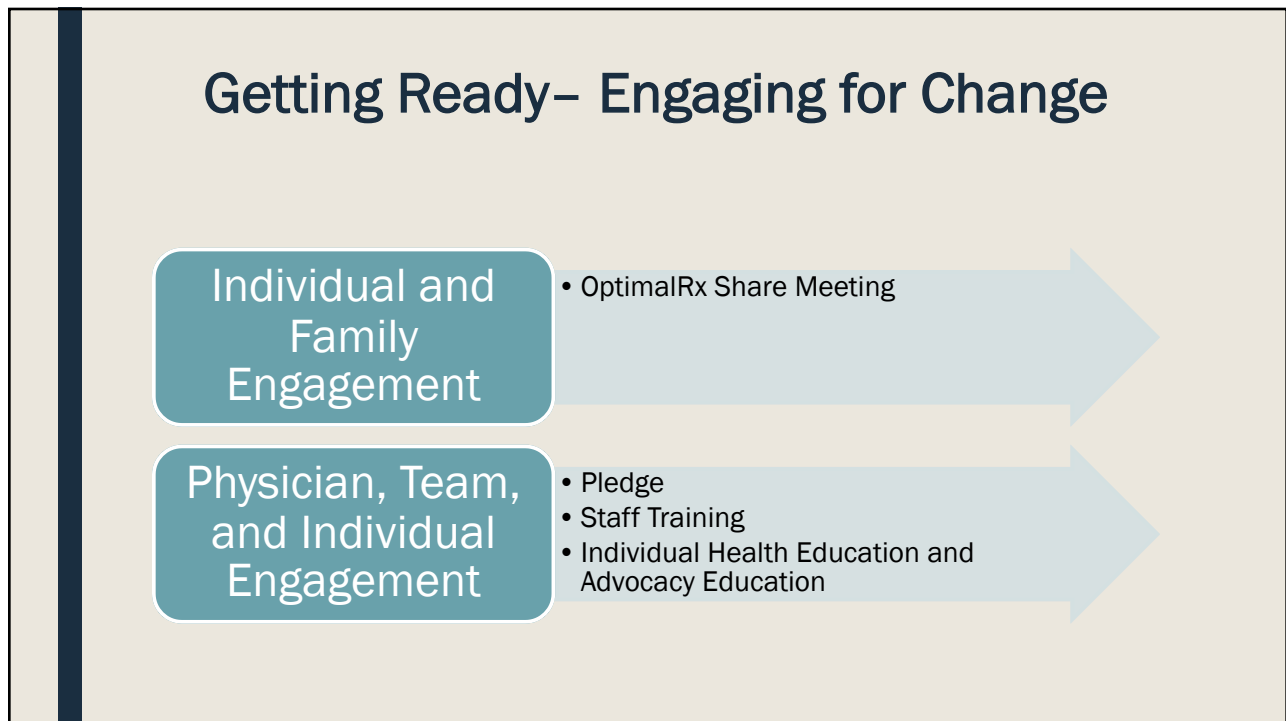 Getting Ready– Engaging for Change
Individual and
Family
Engagement
• OptimalRx Share Meeting
Physician, Team,
and Individual
Engagement
• Pledge
• Staff Training
• Individual Health Education and
Advocacy Education